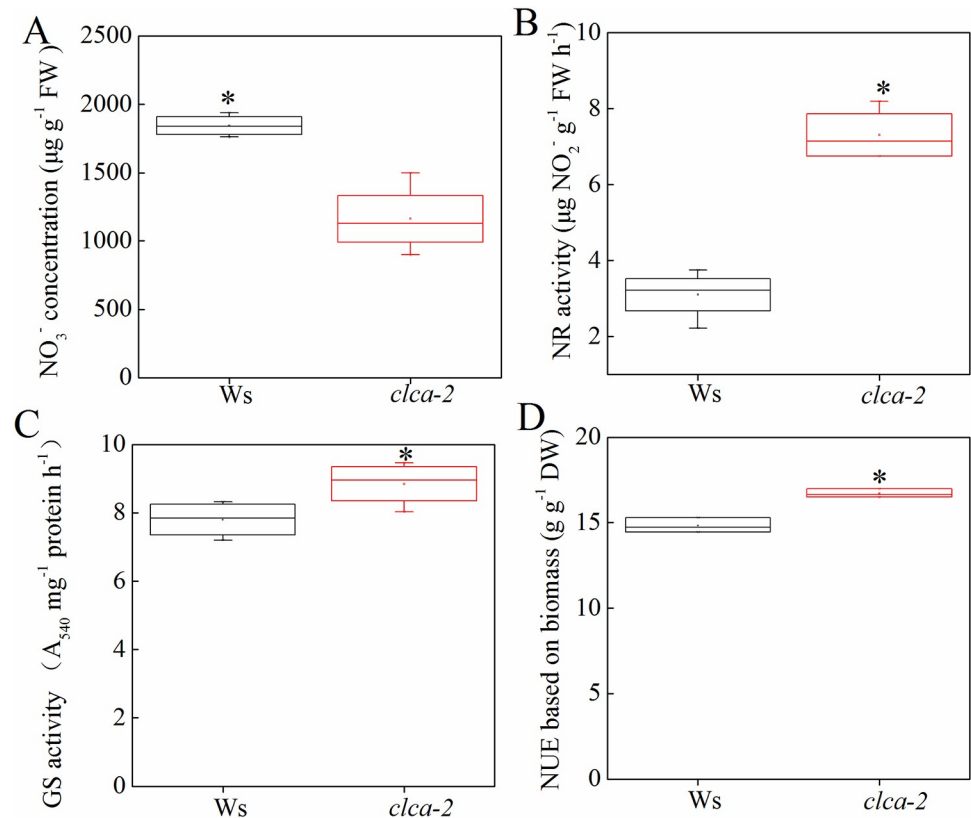 A
NO₃⁻ concentration (μg g⁻¹ FW)
2500
2000
1500
1000
500
0
*
Ws
clca-2
B
NR activity (μg NO₂⁻ g⁻¹ FW h⁻¹)
10
8
6
4
2
*
Ws
clca-2
C
GS activity (A₅₄₀ mg⁻¹ protein h⁻¹)
10
8
6
4
2
0
*
Ws
clca-2
D
NUE based on biomass (g g⁻¹ DW)
20
15
10
5
0
*
Ws
clca-2